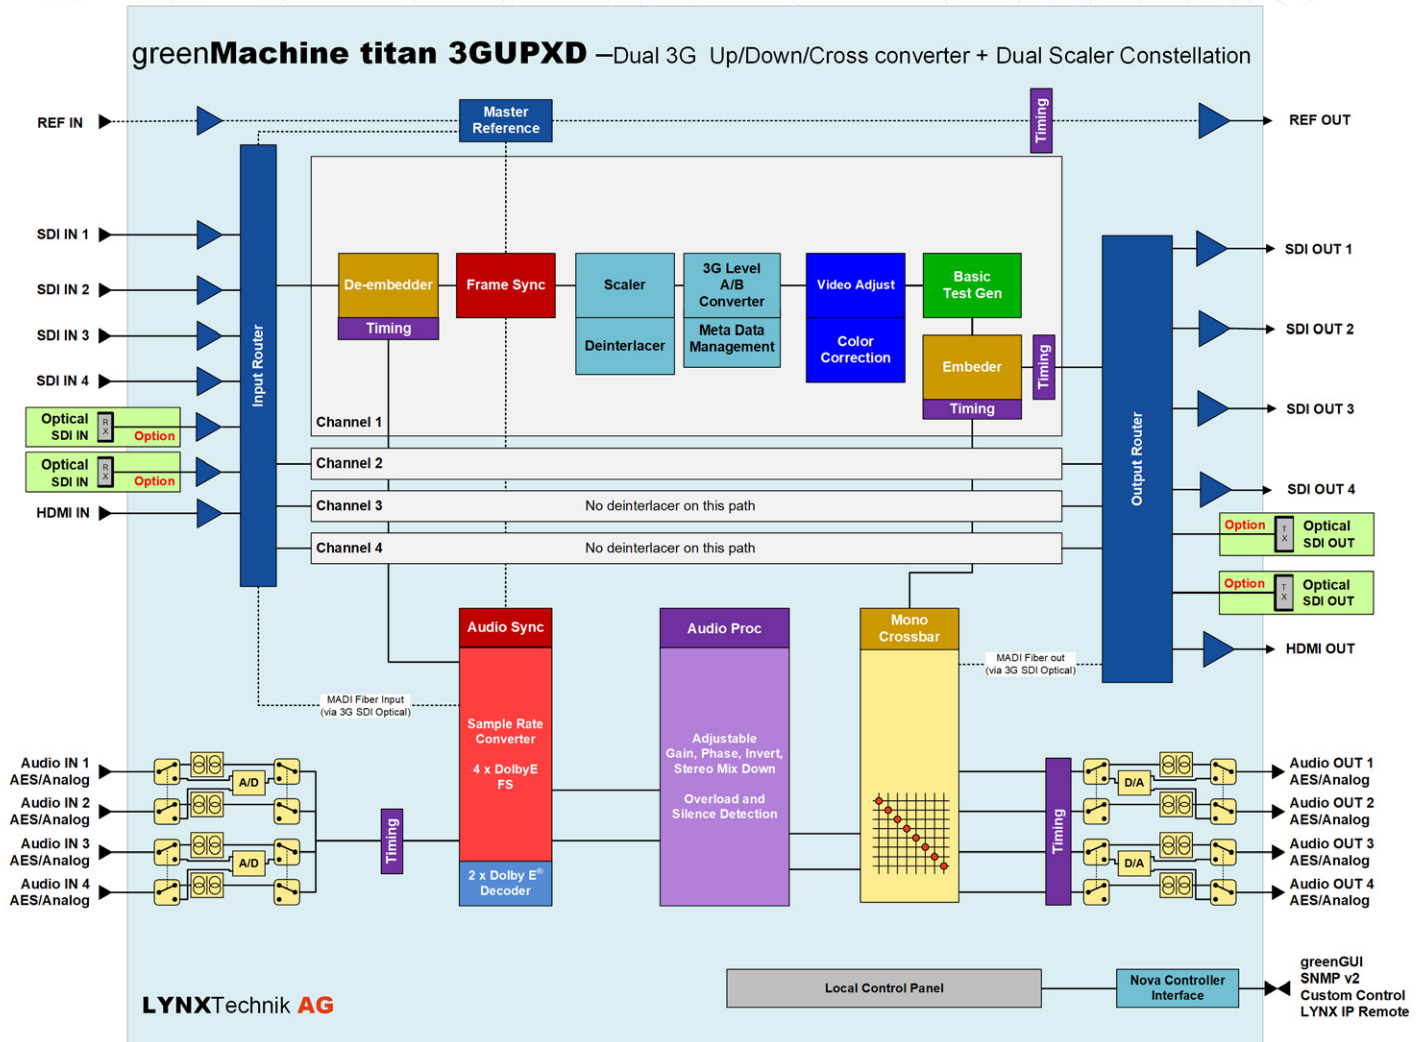 greenMachine titan 3GUPXD –Dual 3G Up/Down/Cross converter + Dual Scaler Constellation
REF IN
Master
Reference
Timing
REF OUT
SDI IN 1
SDI IN 2
SDI IN 3
SDI IN 4
Optical
SDI IN
RX
Option
Optical
SDI IN
RX
Option
HDMI IN
Input Router
De-embedder
Timing
Frame Sync
Scaler
Deinterlacer
3G Level
A/B
Converter
Meta Data
Management
Video Adjust
Color
Correction
Basic
Test Gen
Embeder
Timing
Timing
Channel 1
Channel 2
Channel 3
No deinterlacer on this path
Channel 4
No deinterlacer on this path
Output Router
SDI OUT 1
SDI OUT 2
SDI OUT 3
SDI OUT 4
Option
TX
Optical
SDI OUT
Option
TX
Optical
SDI OUT
HDMI OUT
MADI Fiber Input
(via 3G SDI Optical)
Audio Sync
Sample Rate
Converter
4 x DolbyE
FS
2 x Dolby E®
Decoder
Audio Proc
Adjustable
Gain, Phase, Invert,
Stereo Mix Down
Overload and
Silence Detection
Mono
Crossbar
MADI Fiber out
(via 3G SDI Optical)
Audio IN 1
AES/Analog
Audio IN 2
AES/Analog
Audio IN 3
AES/Analog
Audio IN 4
AES/Analog
A/D
A/D
Timing
Timing
D/A
D/A
Audio OUT 1
AES/Analog
Audio OUT 2
AES/Analog
Audio OUT 3
AES/Analog
Audio OUT 4
AES/Analog
LYNXTechnik AG
Local Control Panel
Nova Controller
Interface
greenGUI
SNMP v2
Custom Control
LYNX IP Remote